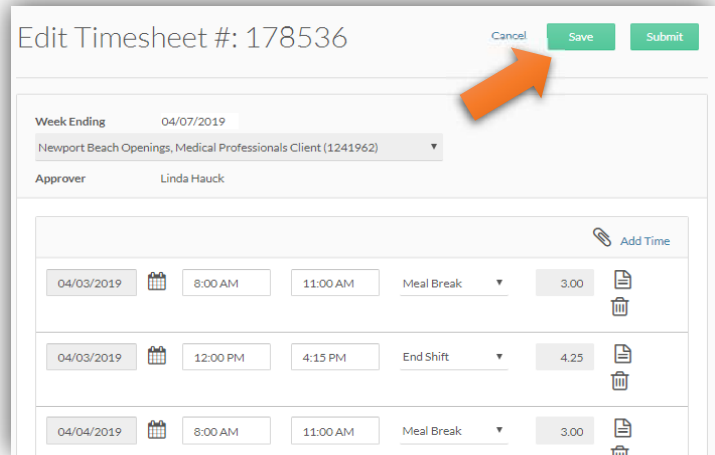 Edit Timesheet #: 178536 Cancel Save Submit
Week Ending 04/07/2019
Newport Beach Openings, Medical Professionals Client (1241962)
Approver Linda Hauck
Add Time
04/03/2019 8:00 AM 11:00 AM Meal Break 3.00
04/03/2019 12:00 PM 4:15 PM End Shift 4.25
04/04/2019 8:00 AM 11:00 AM Meal Break 3.00